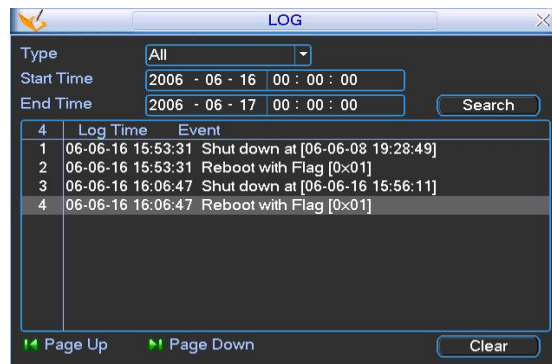 LOG
Type All
Start Time 2006 - 06 - 16 00 : 00 : 00
End Time 2006 - 06 - 17 00 : 00 : 00 Search
4 Log Time Event
1 06-06-16 15:53:31 Shut down at [06-06-08 19:28:49]
2 06-06-16 15:53:31 Reboot with Flag [0×01]
3 06-06-16 16:06:47 Shut down at [06-06-16 15:56:11]
4 06-06-16 16:06:47 Reboot with Flag [0×01]
Page Up Page Down Clear